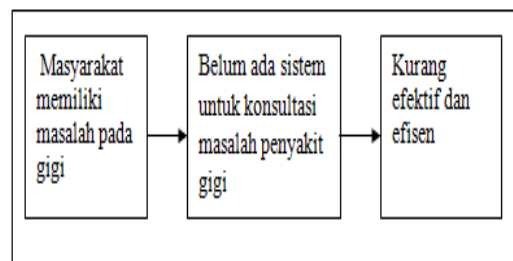 Masyarakat
memiliki
masalah pada
gigi
Belum ada sistem
untuk konsultasi
masalah penyakit
gigi
Kurang
efektif dan
efisen